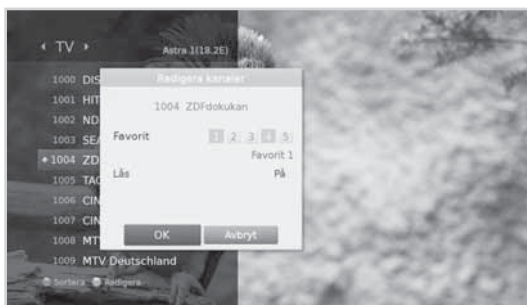 TV
Astra 1(18.2E)
Redigera kanaler
1000 DIS
1001 HIT
1002 ND
1003 SEA
1004 ZD
1005 TAC
1006 CIN
1007 CIN
1008 MT
1009 MTV Deutschland
1004 ZDFdokukan
Favorit 1 2 3 4 5
Favorit 1
Lås På
OK Avbryt
Sortera Redigera